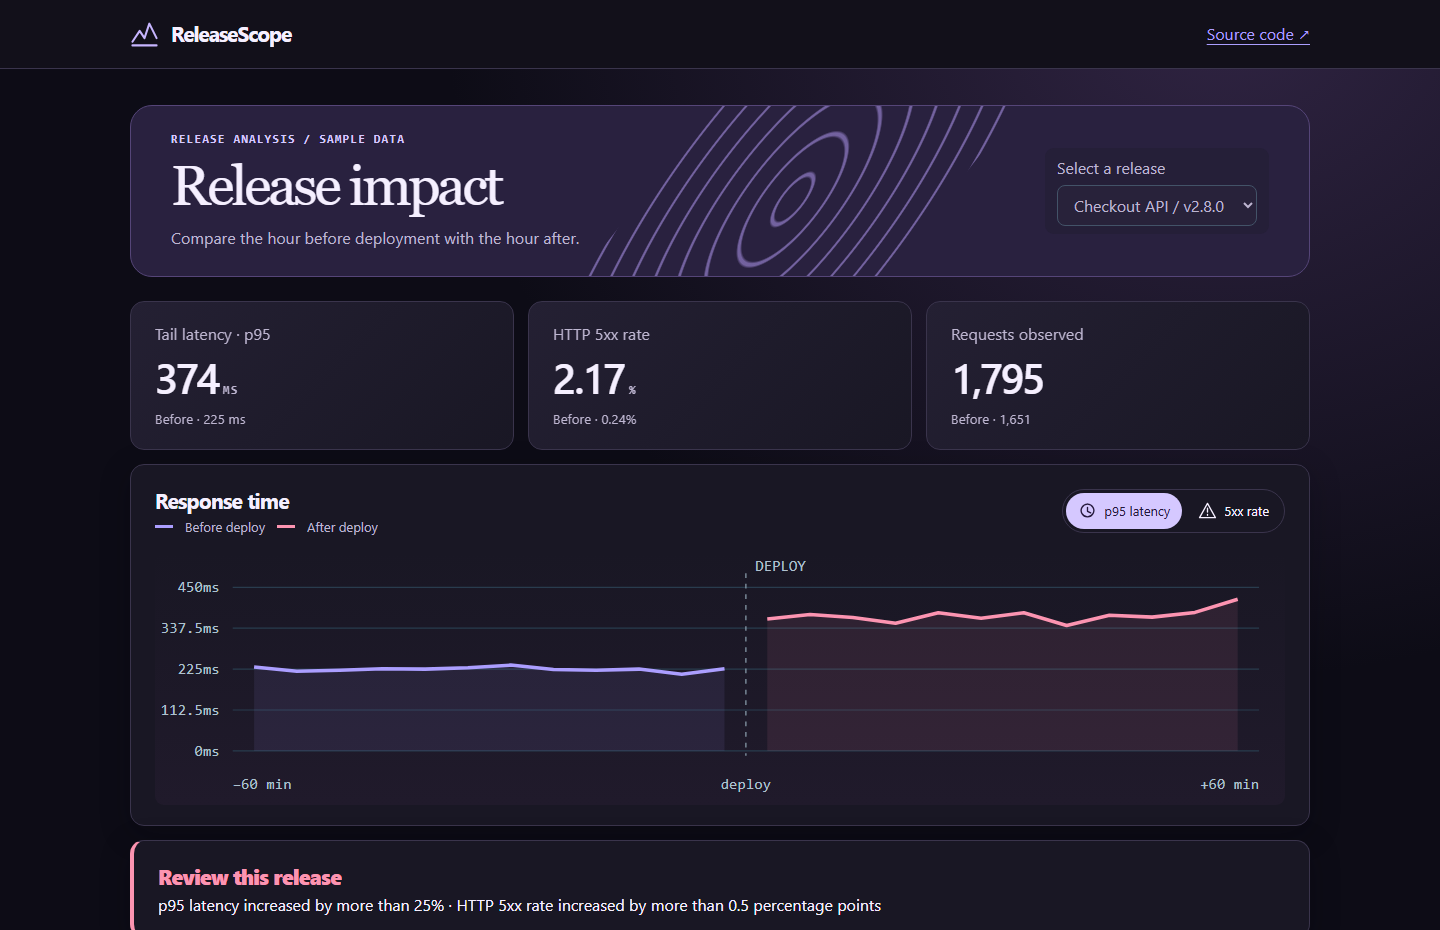 ReleaseScope
Source code ↗
RELEASE ANALYSIS / SAMPLE DATA
Release impact
Compare the hour before deployment with the hour after.
Select a release
Checkout API / v2.8.0
Tail latency · p95
374 MS
Before · 225 ms
HTTP 5xx rate
2.17 %
Before · 0.24%
Requests observed
1,795
Before · 1,651
Response time
Before deploy
After deploy
p95 latency
5xx rate
DEPLOY
450ms
337.5ms
225ms
112.5ms
0ms
−60 min
deploy
+60 min
Review this release
p95 latency increased by more than 25% · HTTP 5xx rate increased by more than 0.5 percentage points